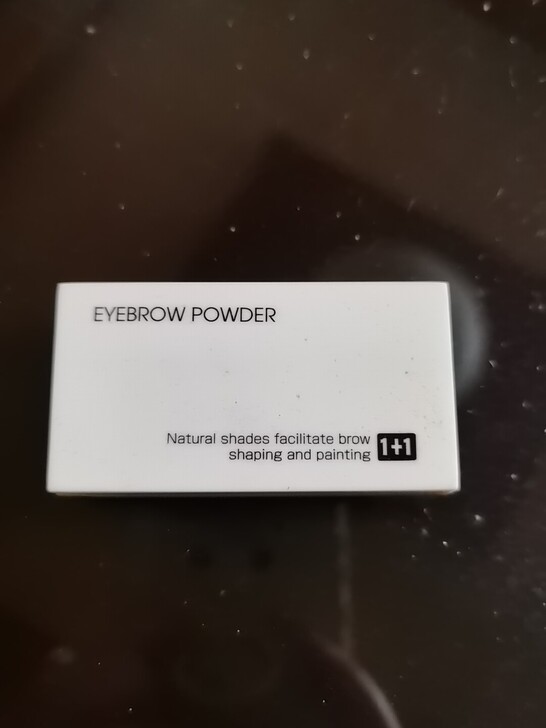 EYEBROW POWDER
Natural shades facilitate brow
shaping and painting
1+1